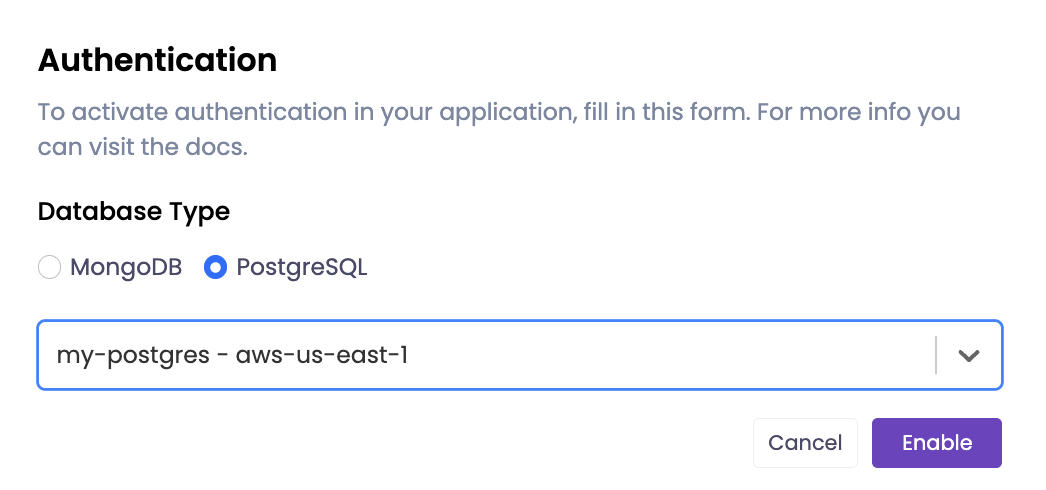 Authentication
To activate authentication in your application, fill in this form. For more info you
can visit the docs.
Database Type
MongoDB PostgreSQL
my-postgres - aws-us-east-1
Cancel Enable